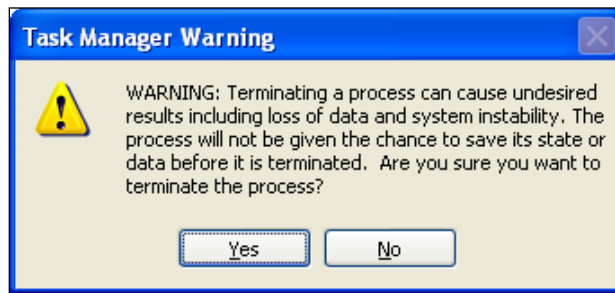 Task Manager Warning
WARNING: Terminating a process can cause undesired
results including loss of data and system instability. The
process will not be given the chance to save its state or
data before it is terminated.  Are you sure you want to
terminate the process?
Yes
No